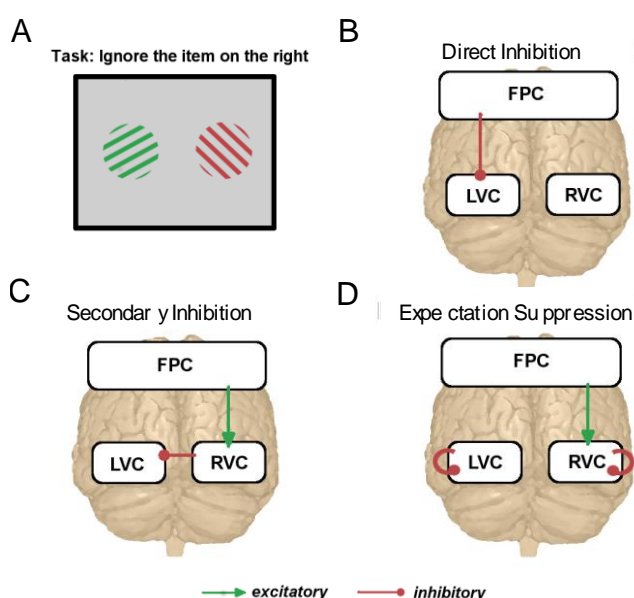 A
Task: Ignore the item on the right
B
Direct Inhibition
FPC
LVC
RVC
C
Secondar y Inhibition
FPC
LVC
RVC
D
Expe ctation Su ppression
FPC
LVC
RVC
excitatory
inhibitory